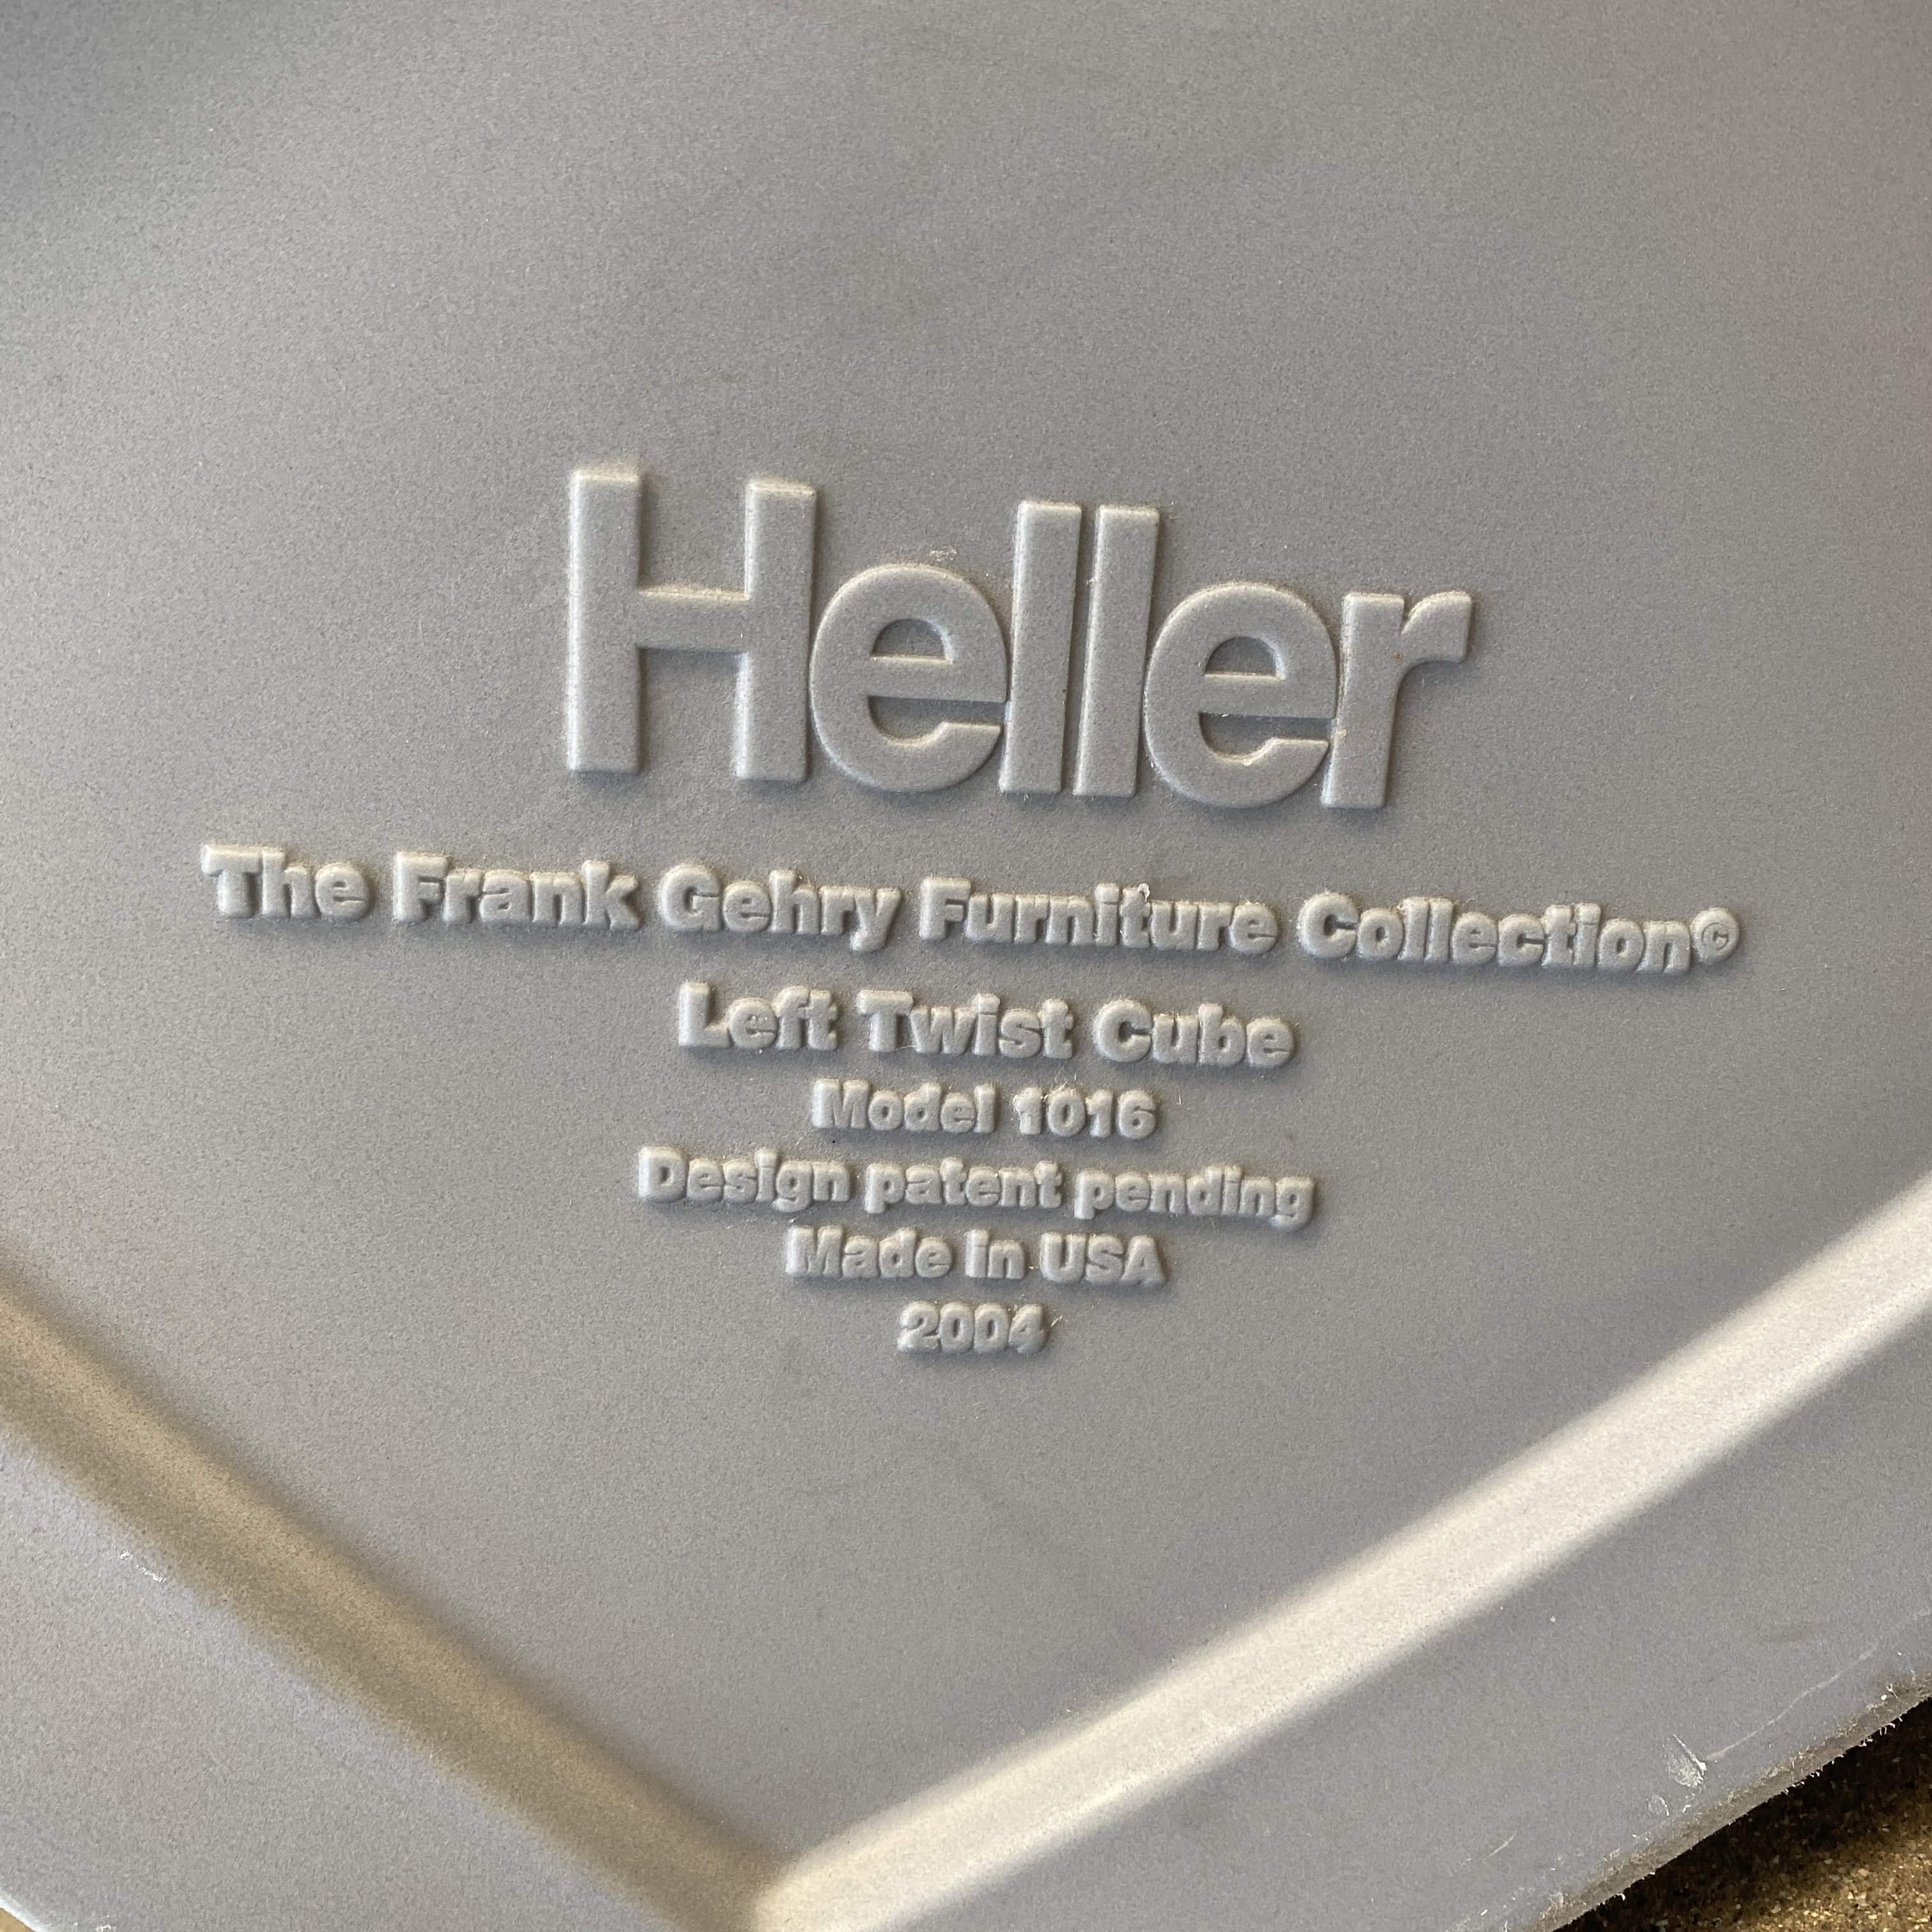 Heller
The Frank Gehry Furniture Collection©
Left Twist Cube
Model 1016
Design patent pending
Made in USA
2004